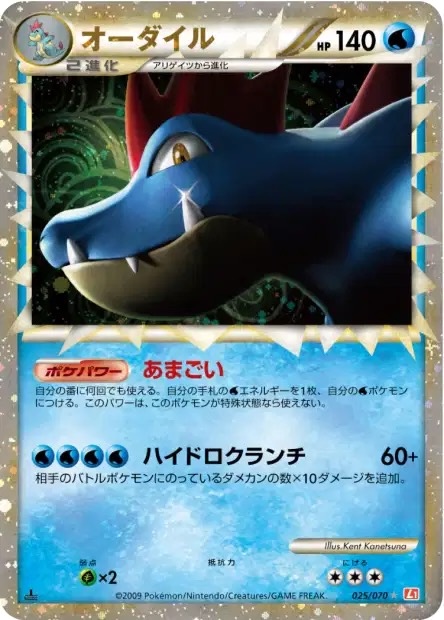 オーダイル
HP 140
2進化
アリゲイツから進化
ポケパワー あまごい
自分の番に何回でも使える。自分の手札の エネルギーを1枚、自分の ポケモン
につける。このパワーは、このポケモンが特殊状態なら使えない。
ハイドロクランチ 60+
相手のバトルポケモンにのっているダメカンの数×10ダメージを追加。
Illus.Kent Kanetsuna
弱点 抵抗力 にげる
×2
1
©2009 Pokémon/Nintendo/Creatures/GAME FREAK.
025/070 L1